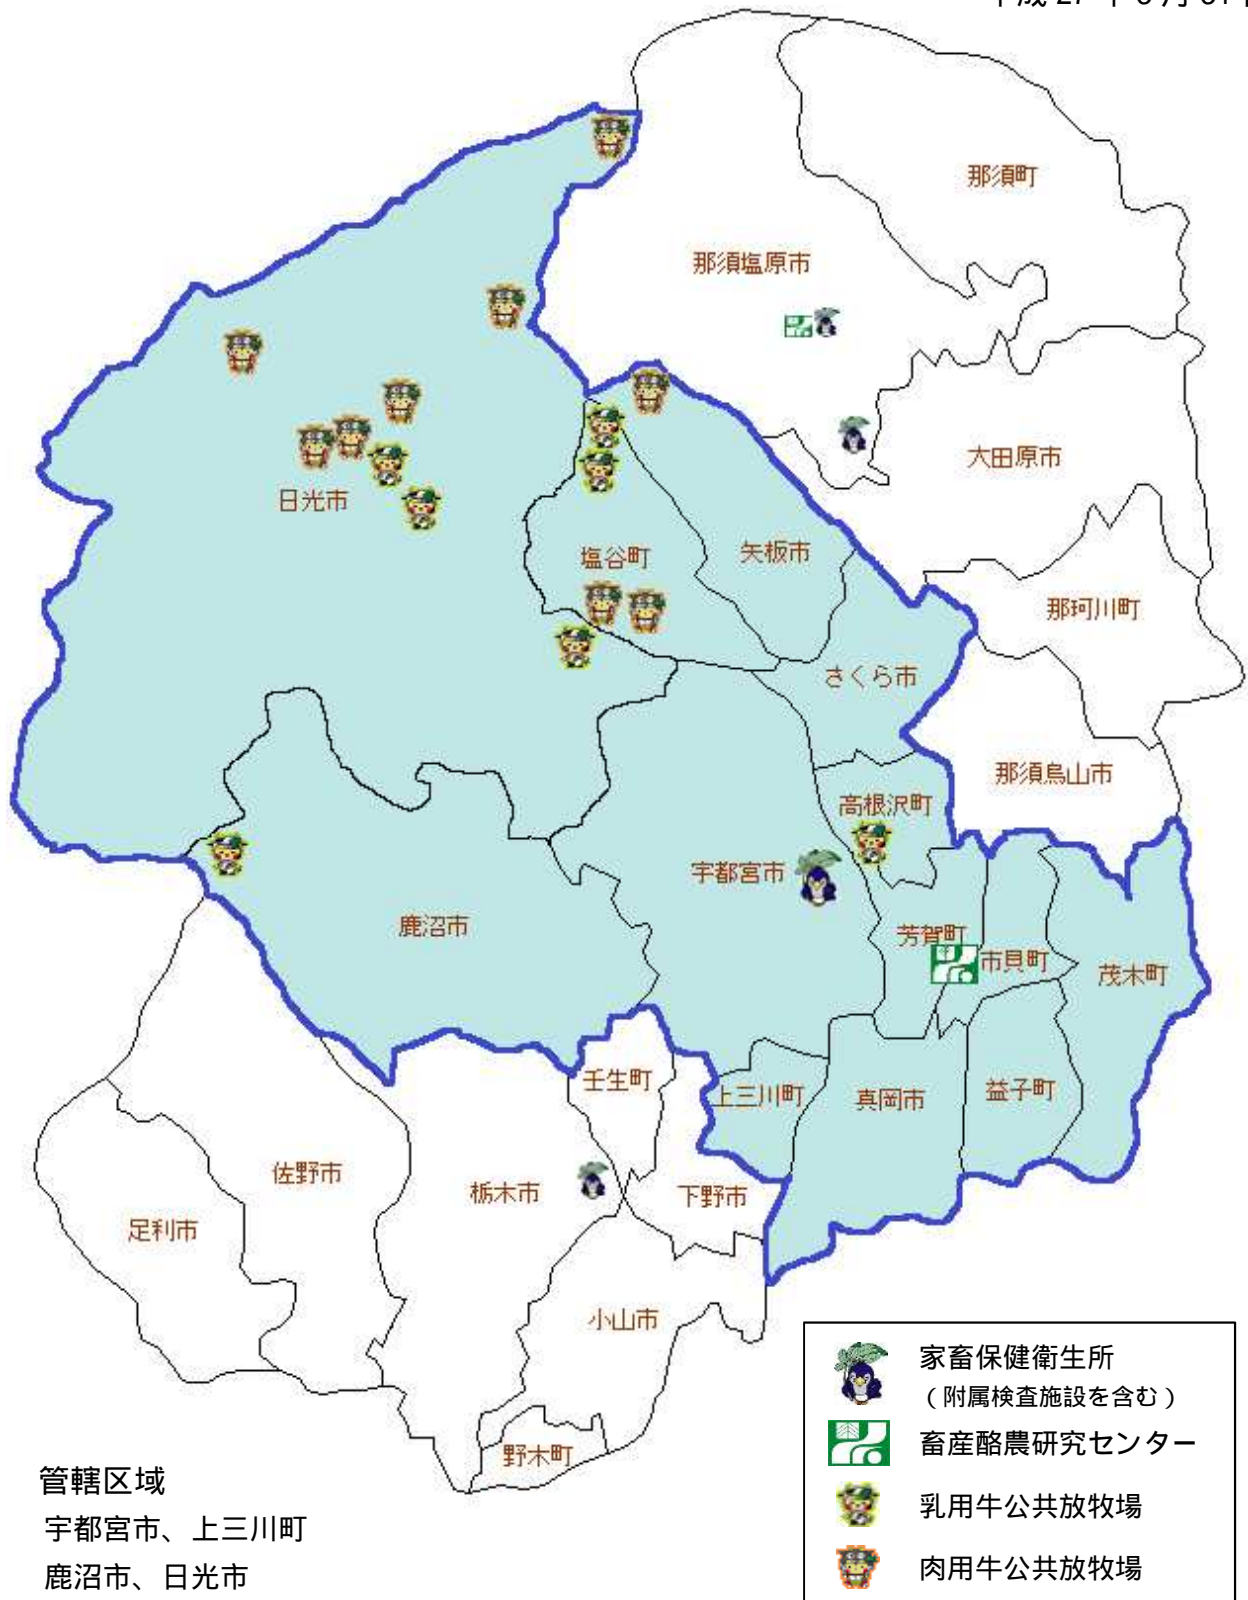 那須町
那須塩原市
大田原市
日光市
塩谷町
矢板市
那珂川町
さくら市
那須烏山市
高根沢町
宇都宮市
鹿沼市
芳賀町
市貝町
茂木町
壬生町
上三川町
真岡市
益子町
佐野市
栃木市
下野市
足利市
小山市
野木町
家畜保健衛生所
（附属検査施設を含む）
畜産酪農研究センター
乳用牛公共放牧場
肉用牛公共放牧場
管轄区域
宇都宮市、上三川町
鹿沼市、日光市